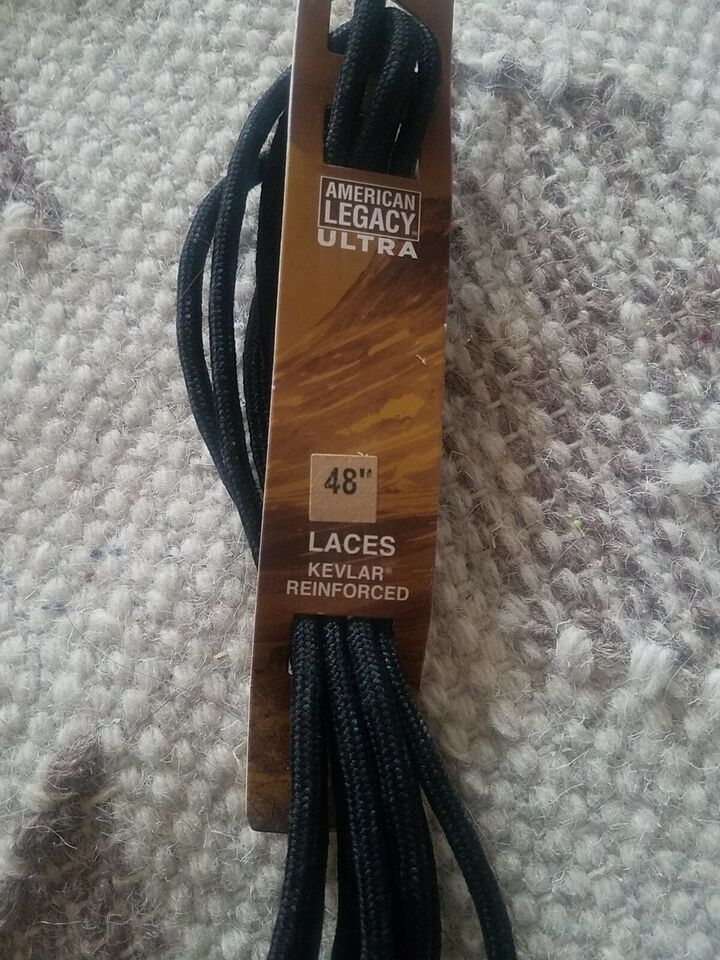 AMERICAN
LEGACY®
ULTRA
48"
LACES
KEVLAR®
REINFORCED